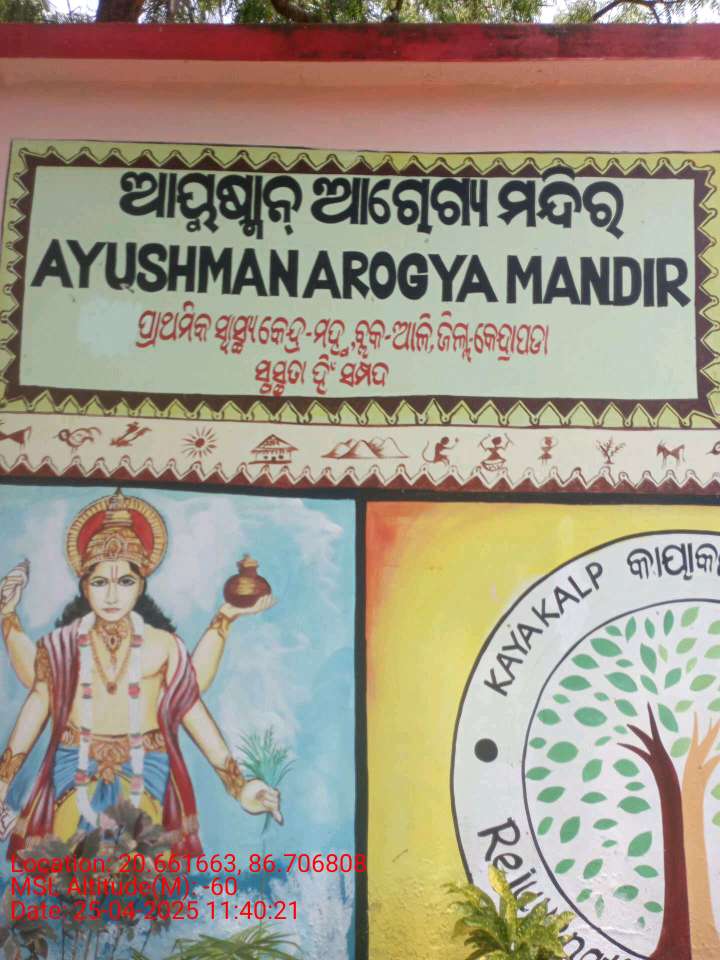 ଆୟୁଷ୍ମାନ୍ ଆରୋଗ୍ୟ ମନ୍ଦିର
AYUSHMAN AROGYA MANDIR
ପ୍ରାଥମିକ ସ୍ୱାସ୍ଥ୍ୟ କେନ୍ଦ୍ର-ମଦ୍ଦୁ, ବ୍ଲକ-ଆଳି, ଜିଲ୍ଲା-କେନ୍ଦ୍ରାପଡା
ସୁସ୍ଥତା ହିଁ ସମ୍ପଦ
KAYAKALP
Location: 20.661663, 86.706808
MSL Altitude(M): -60
Date: 25-04-2025 11:40:21